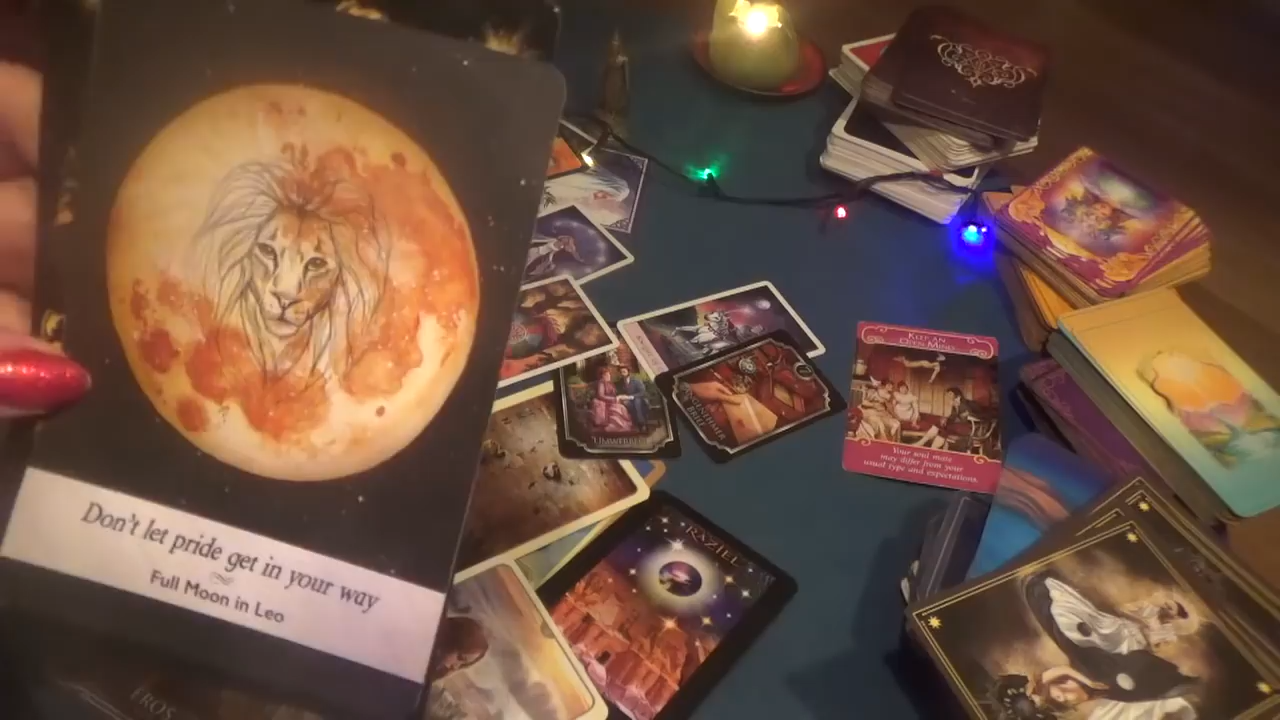 Don't let pride get in your way
Full Moon in Leo
KEEP AN
OPEN MIND
Your soul mate
may differ from your
usual type and expectations.
RAZIEL
EROS